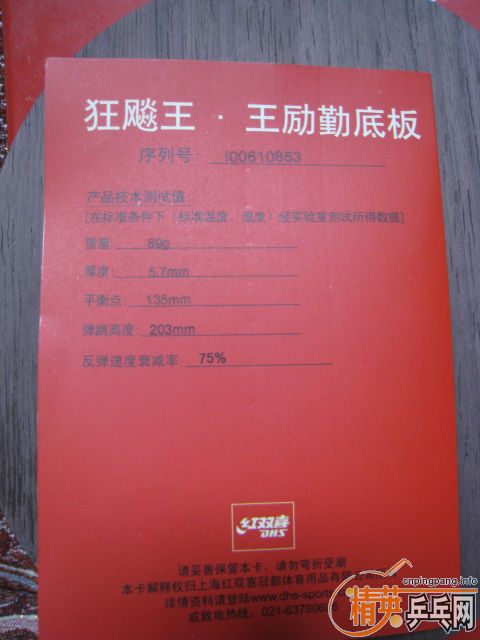 狂飚王·王励勤底板
序列号: I00610853
产品技术测试值:
[在标准条件下（标准温度、湿度）经实验室测试所得数据]
重量: 89g
厚度: 5.7mm
平衡点: 135mm
弹跳高度: 203mm
反弹速度衰减率: 75%
红双喜
DHS
请妥善保管本卡，请勿弯折受潮
本卡解释权归上海红双喜冠都体育用品有限公司
详情资料请登陆www.dhs-sports
或致电热线: 021-637806
cnpingpang.info
精英乒乓网